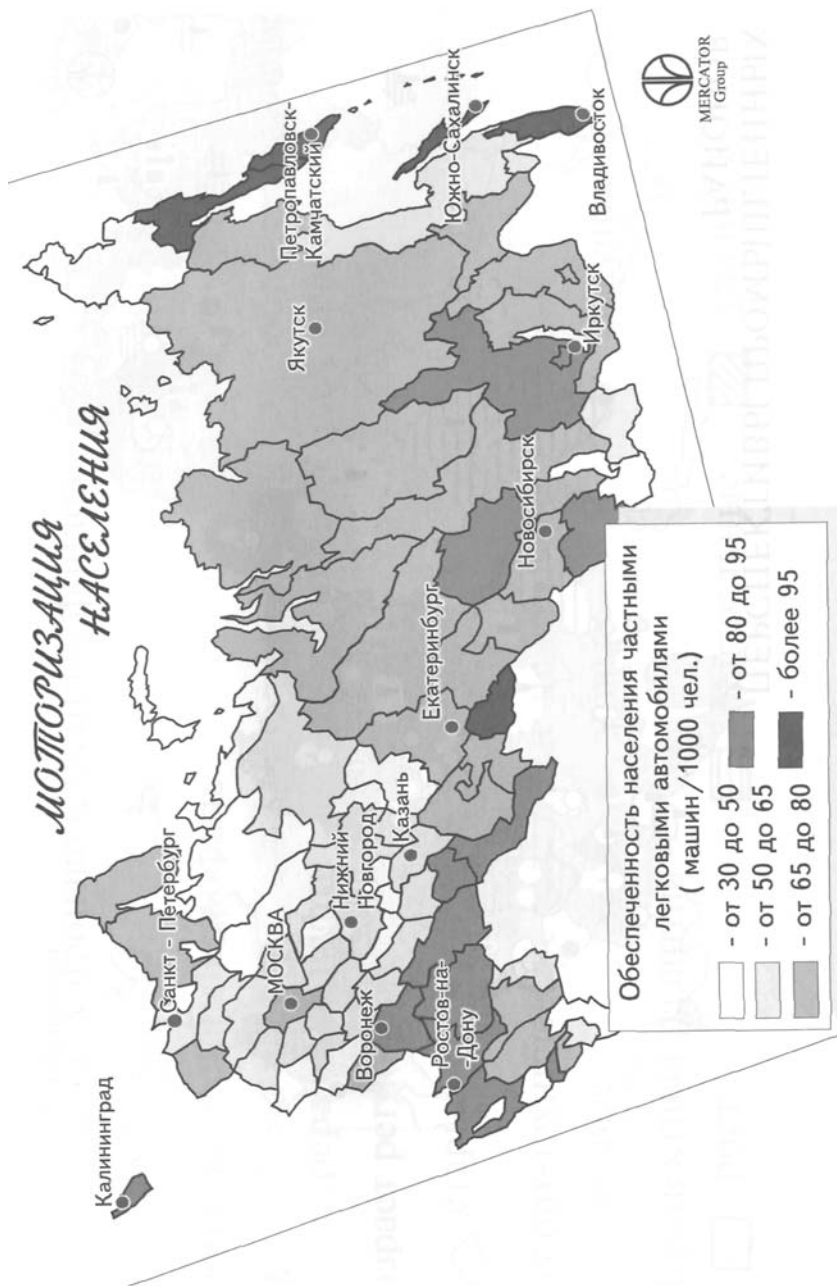 МОТОРИЗАЦИЯ
НАСЕЛЕНИЯ
Калининград
Санкт - Петербург
МОСКВА
Нижний
Новгород
Казань
Воронеж
Ростов-на-
-Дону
Екатеринбург
Новосибирск
Якутск
Иркутск
Петропавловск-
Камчатский
Южно-Сахалинск
Владивосток
Обеспеченность населения частными
легковыми автомобилями
( машин/1000 чел.)
- от 30 до 50
- от 50 до 65
- от 65 до 80
- от 80 до 95
- более 95
MERCATOR
Group